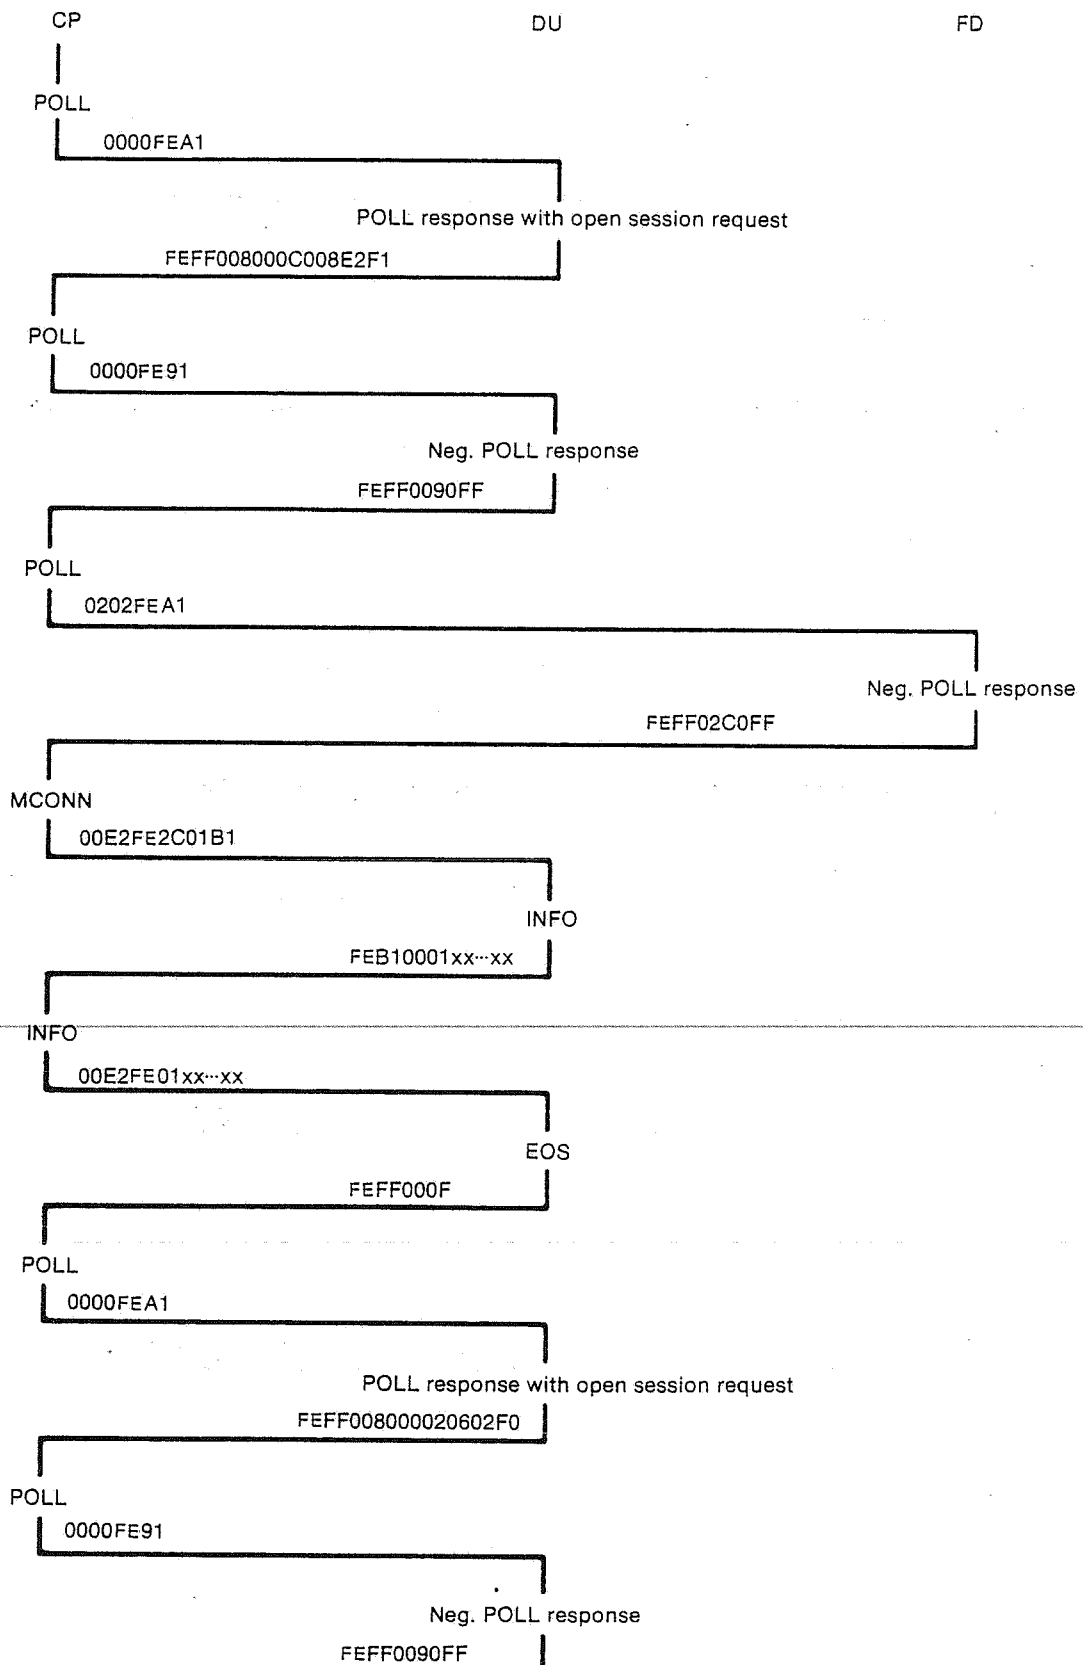 CP DU FD
POLL
0000FEA1
POLL response with open session request
FEFF008000C008E2F1
POLL
0000FE91
Neg. POLL response
FEFF0090FF
POLL
0202FEA1
Neg. POLL response
FEFF02C0FF
MCONN
00E2FE2C01B1
INFO
FEB10001xx···xx
INFO
00E2FE01xx···xx
EOS
FEFF000F
POLL
0000FEA1
POLL response with open session request
FEFF008000020602F0
POLL
0000FE91
Neg. POLL response
FEFF0090FF